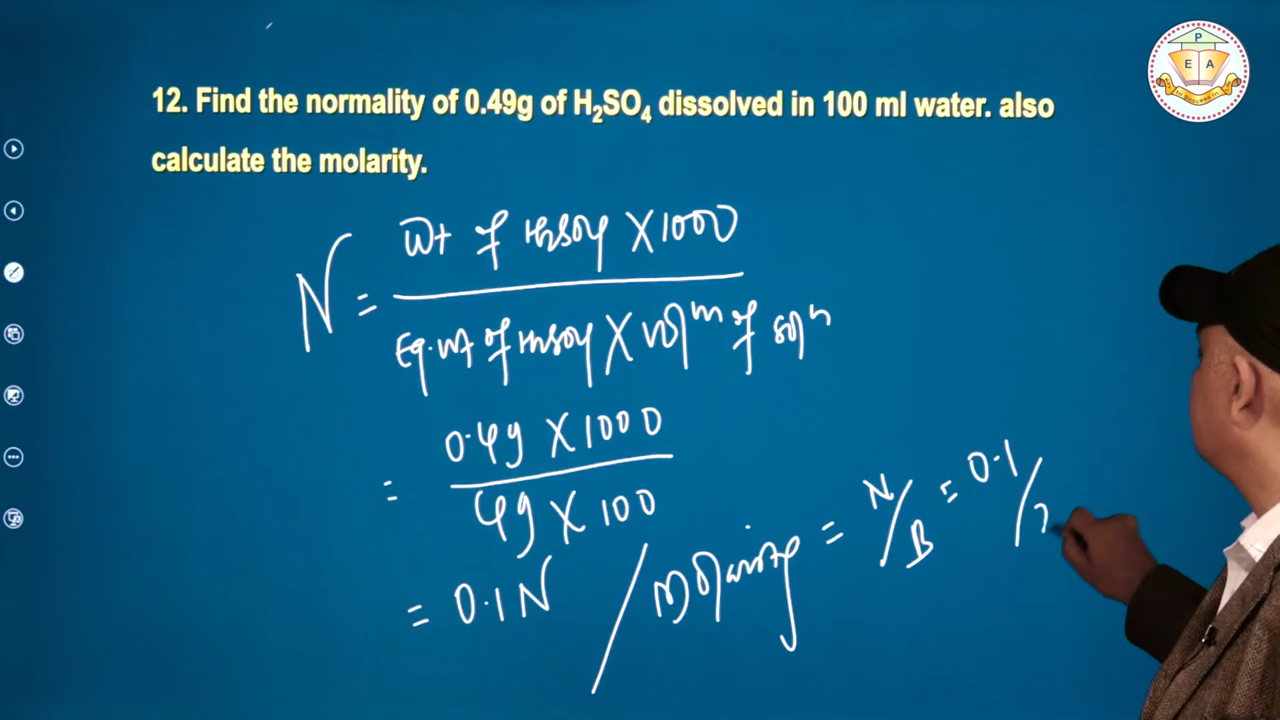 P
E A
12. Find the normality of 0.49g of H₂SO₄ dissolved in 100 ml water. also
calculate the molarity.
N = Wt of H₂SO₄ X 1000 / Eq. wt of H₂SO₄ X volᵐ of solⁿ
= 0.49 X 1000 / 49 X 100
= 0.1 N / Molarity = N/B = 0.1/2